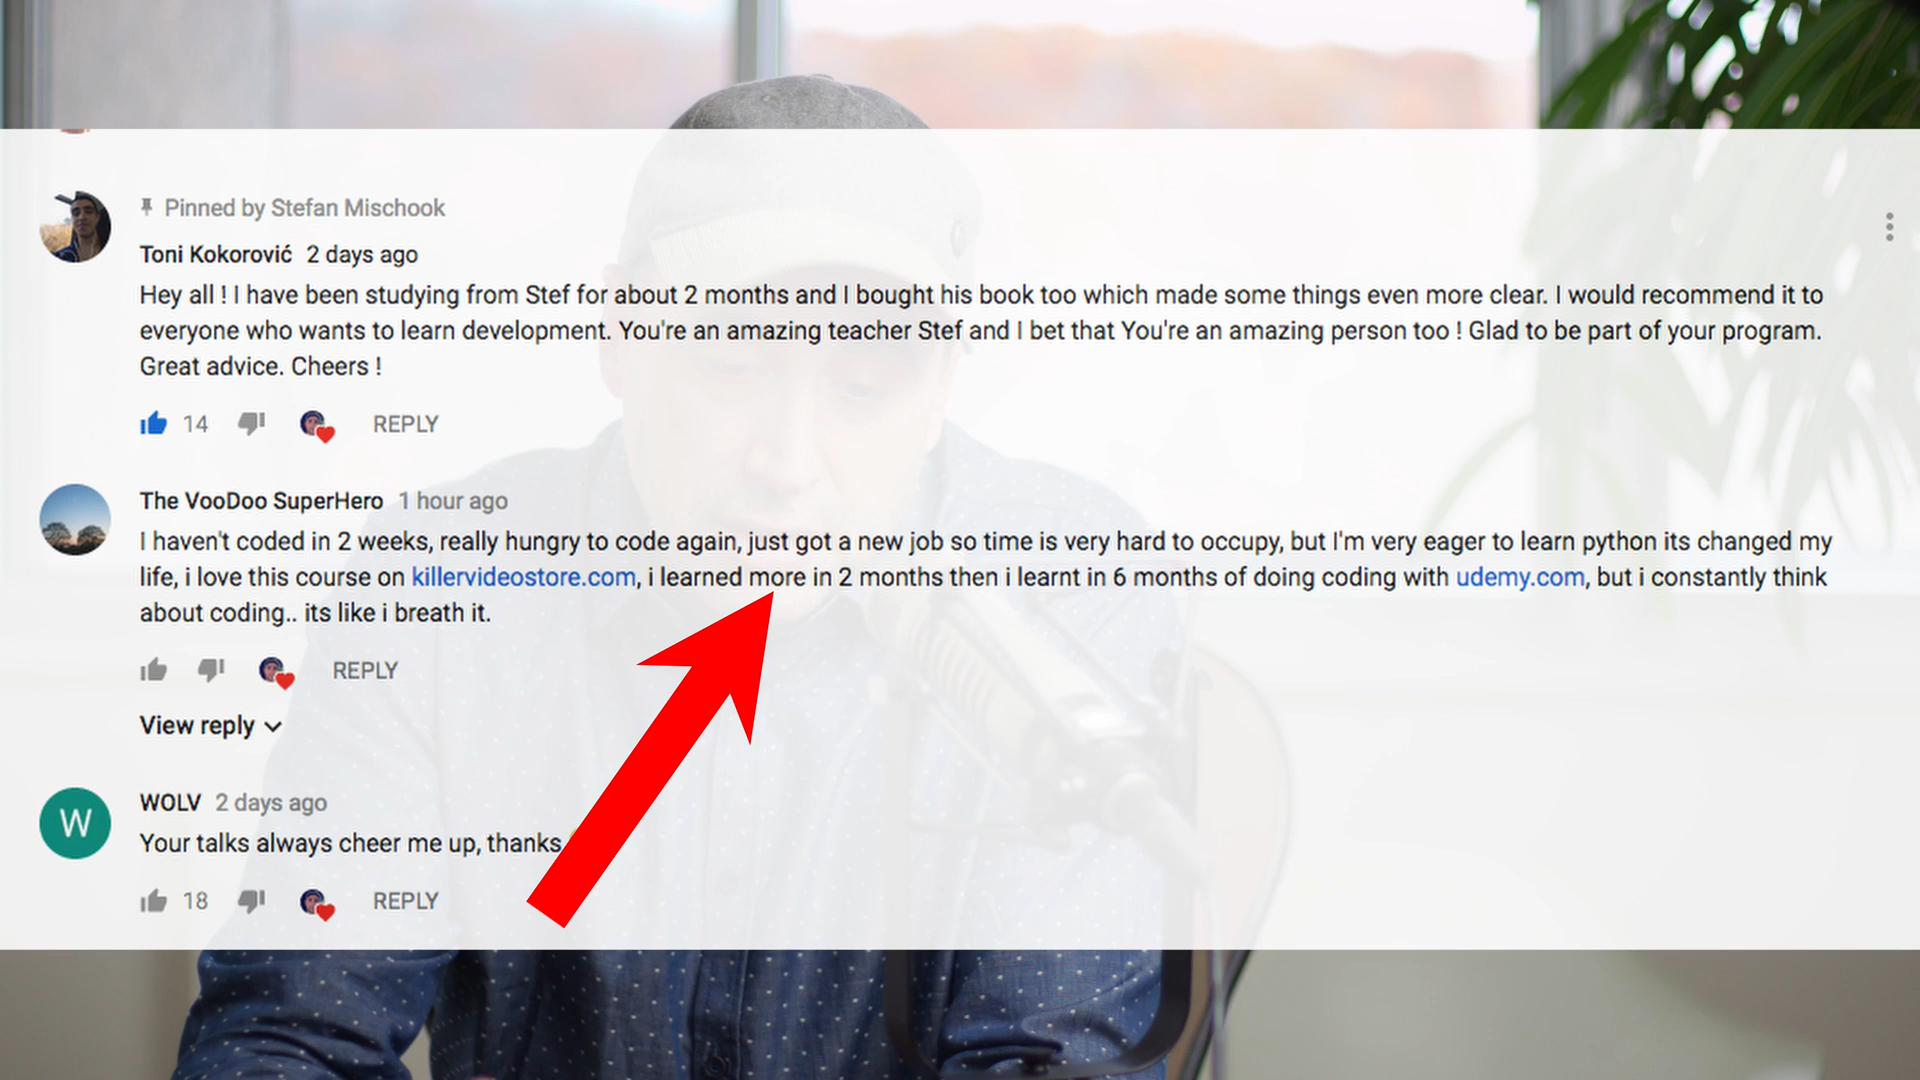 Pinned by Stefan Mischook
Toni Kokorović 2 days ago
Hey all ! I have been studying from Stef for about 2 months and I bought his book too which made some things even more clear. I would recommend it to
everyone who wants to learn development. You're an amazing teacher Stef and I bet that You're an amazing person too ! Glad to be part of your program.
Great advice. Cheers !
14 REPLY
The VooDoo SuperHero 1 hour ago
I haven't coded in 2 weeks, really hungry to code again, just got a new job so time is very hard to occupy, but I'm very eager to learn python its changed my
life, i love this course on killervideostore.com, i learned more in 2 months then i learnt in 6 months of doing coding with udemy.com, but i constantly think
about coding.. its like i breath it.
REPLY
View reply
W
WOLV 2 days ago
Your talks always cheer me up, thanks
18 REPLY